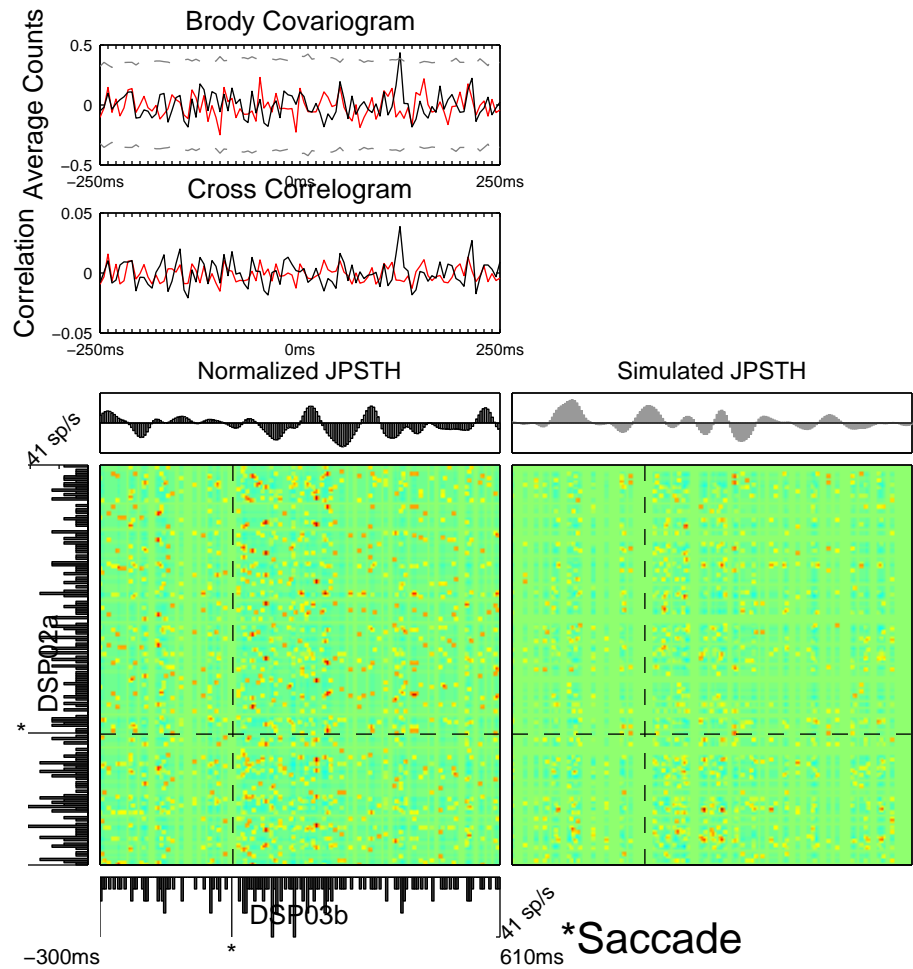 Brody Covariogram
Average Counts
0.5
0
−0.5
−250ms
0ms
250ms
Cross Correlogram
Correlation
0.05
0
−0.05
−250ms
0ms
250ms
Normalized JPSTH
Simulated JPSTH
41 sp/s
DSP02a
*
DSP03b
41 sp/s
*
*Saccade
−300ms
610ms